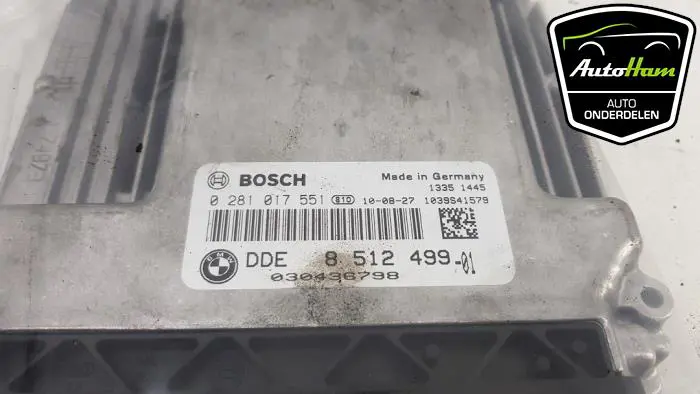 AutoHam
AUTO
ONDERDELEN
BOSCH
Made in Germany
1335 1445
0 281 017 551 810 10-08-27 1039S41579
BMW
DDE 8 512 499-01
030436798